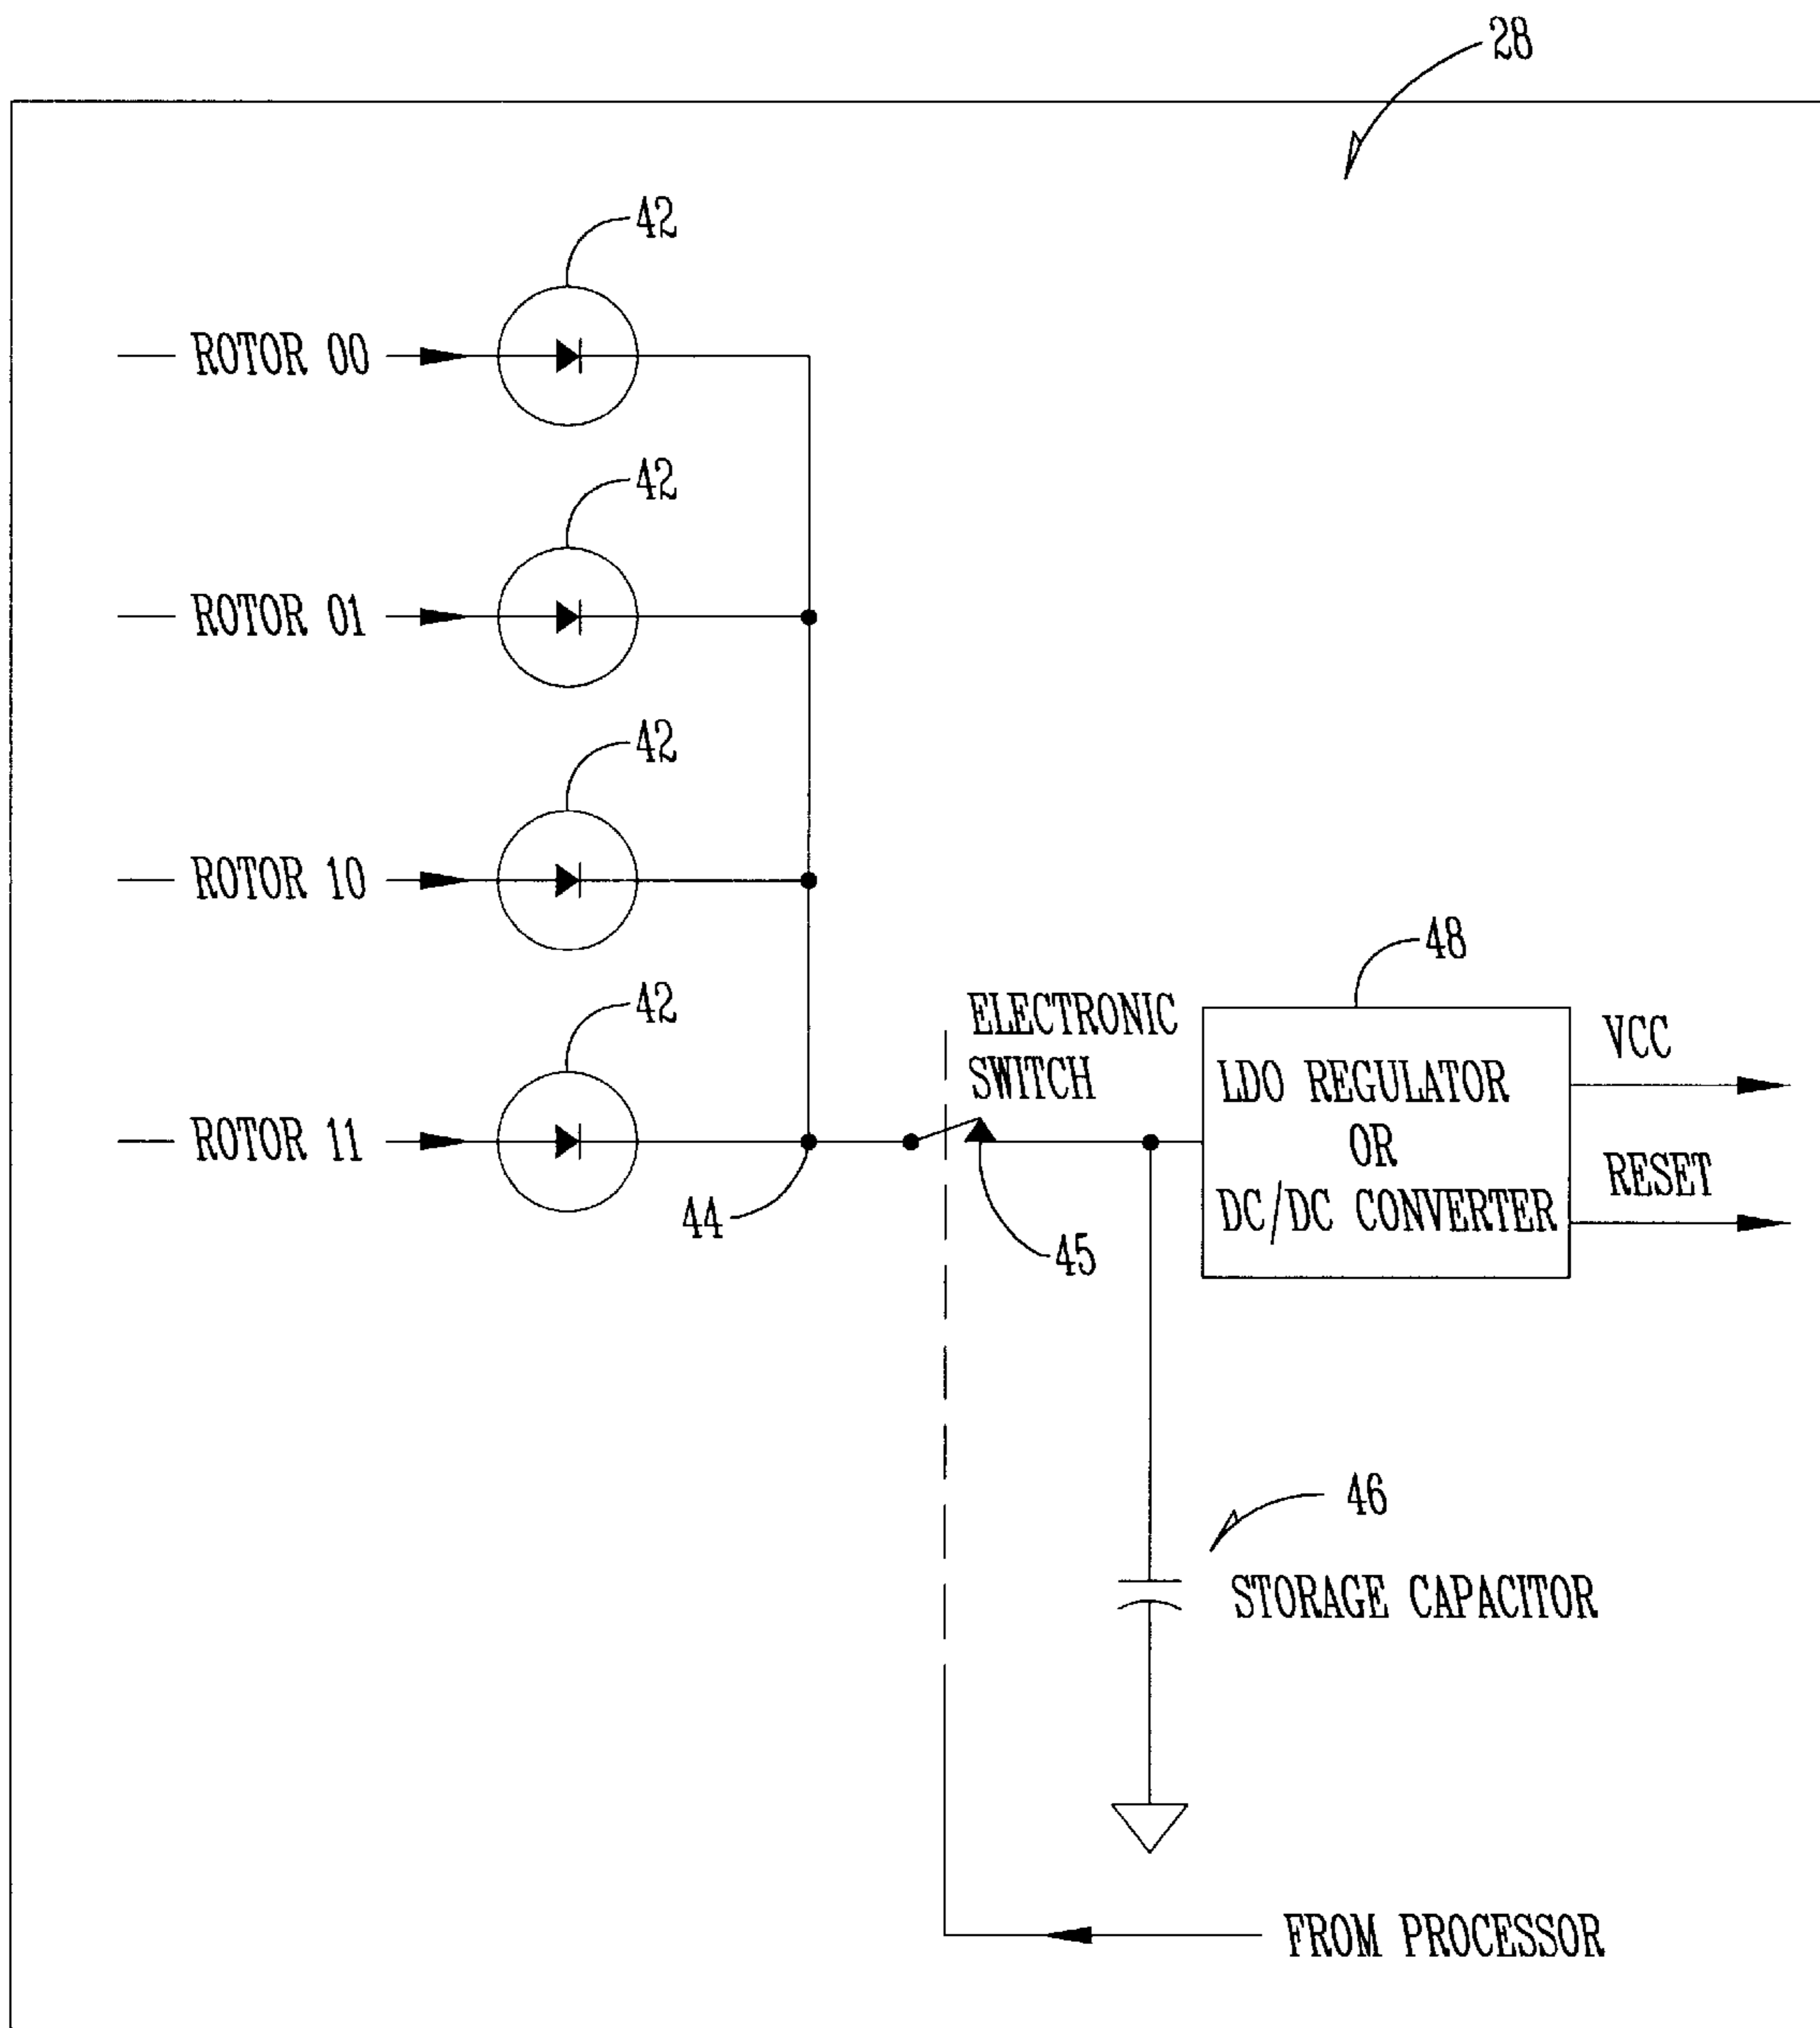 28
42
ROTOR 00
42
ROTOR 01
42
ROTOR 10
42
ROTOR 11
44
ELECTRONIC
SWITCH
45
48
LDO REGULATOR
OR
DC/DC CONVERTER
VCC
RESET
46
STORAGE CAPACITOR
FROM PROCESSOR